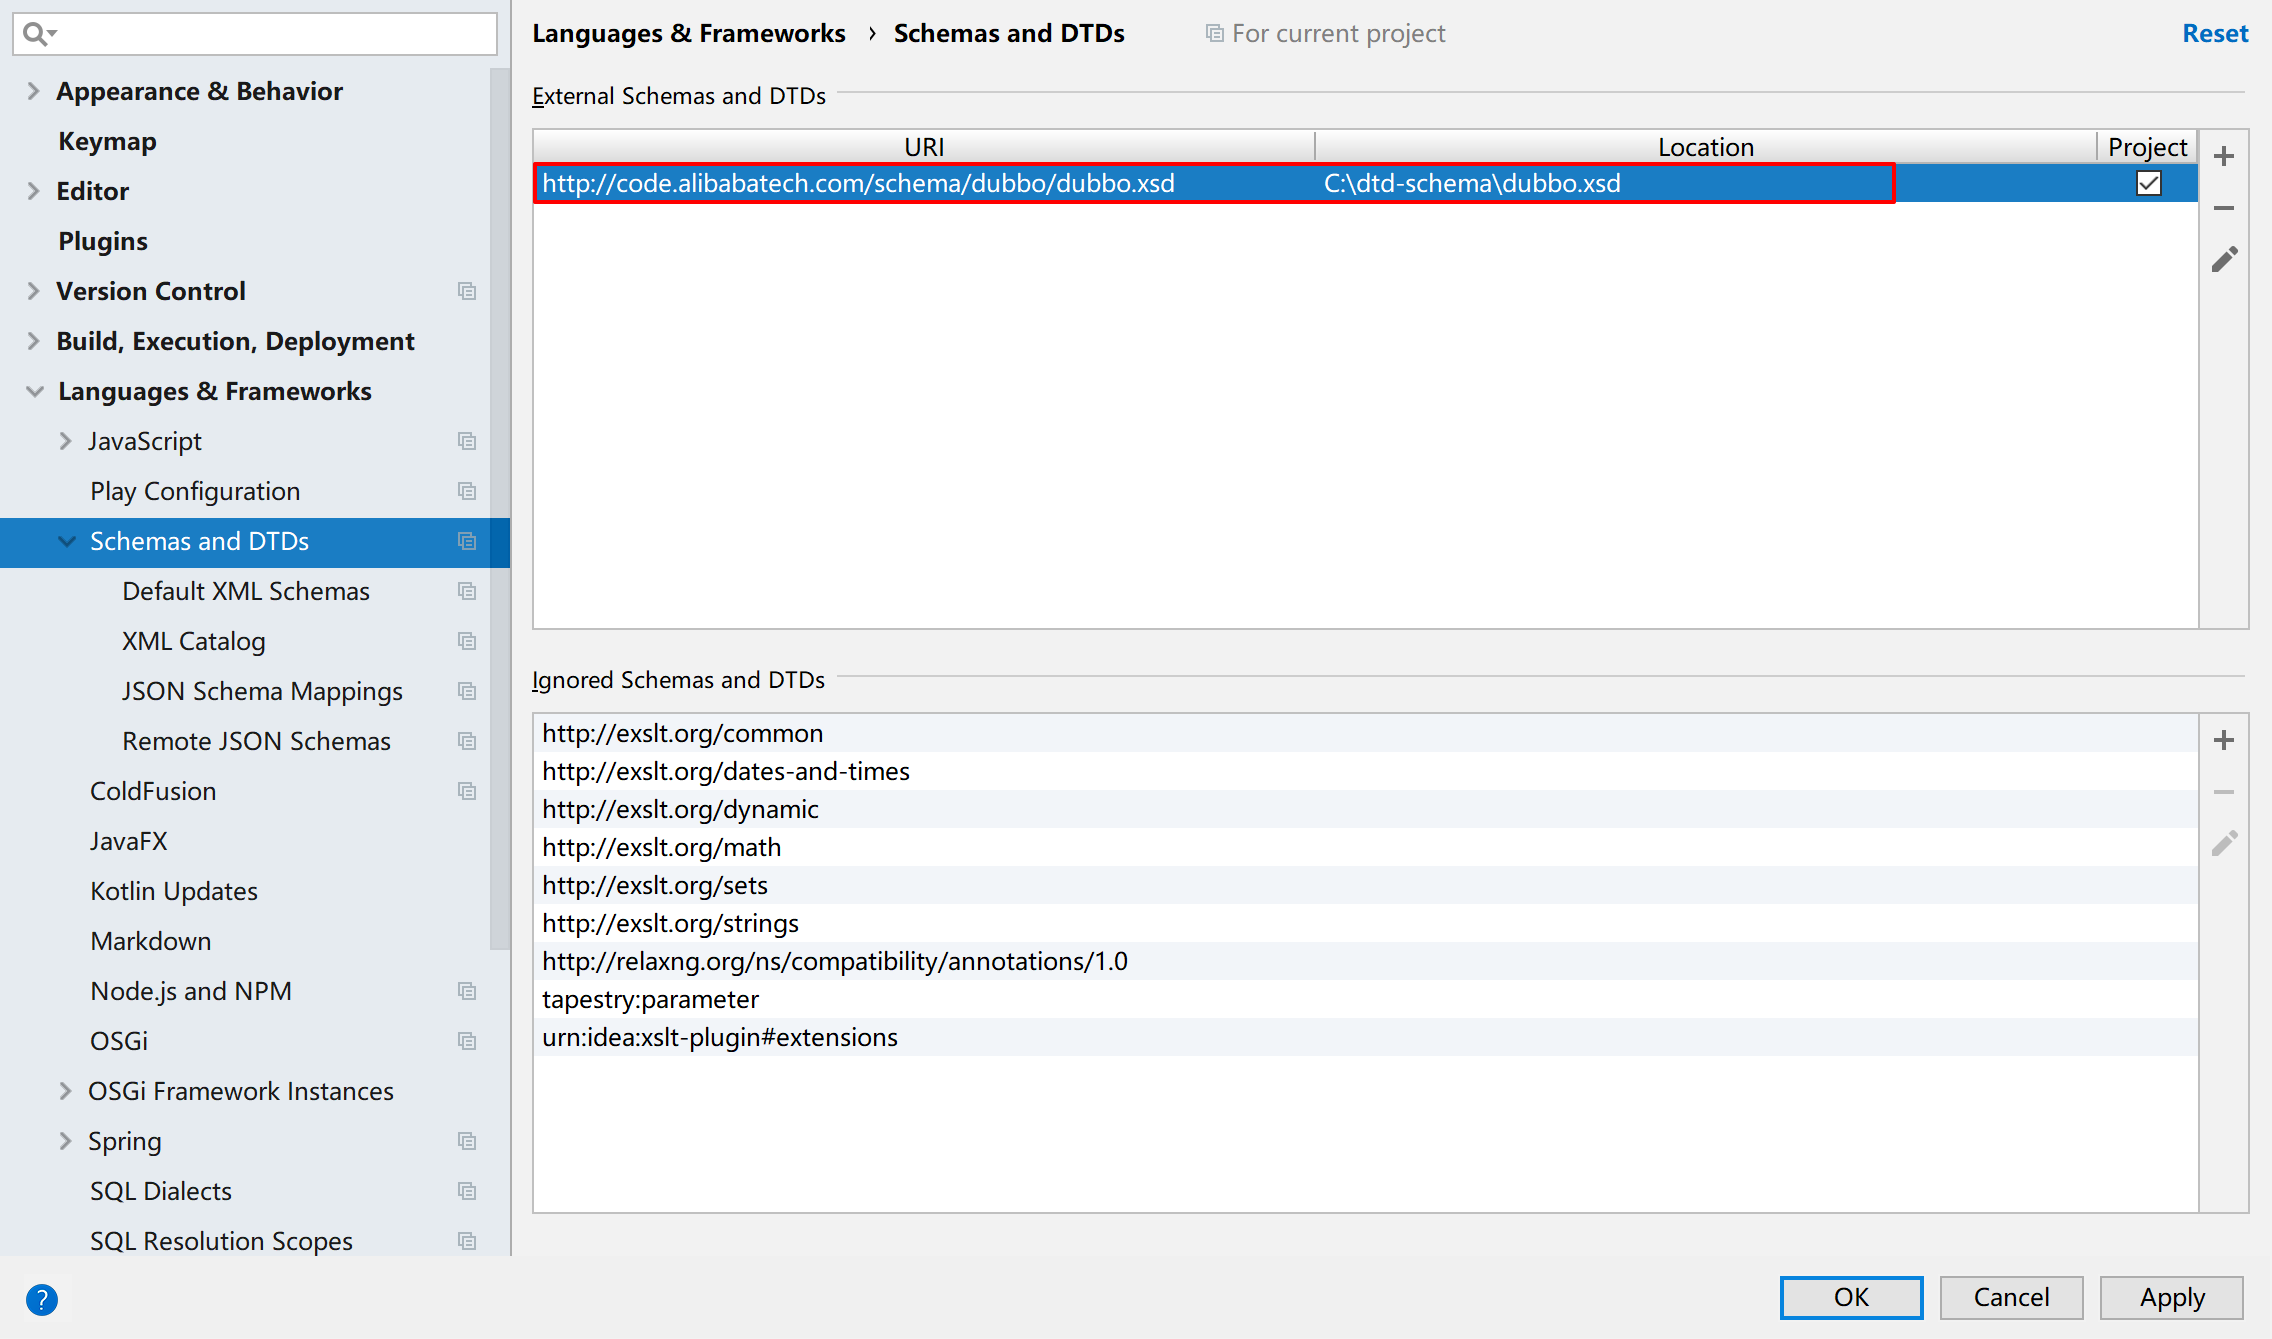 Appearance & Behavior
Keymap
Editor
Plugins
Version Control
Build, Execution, Deployment
Languages & Frameworks
JavaScript
Play Configuration
Schemas and DTDs
Default XML Schemas
XML Catalog
JSON Schema Mappings
Remote JSON Schemas
ColdFusion
JavaFX
Kotlin Updates
Markdown
Node.js and NPM
OSGi
OSGi Framework Instances
Spring
SQL Dialects
SQL Resolution Scopes
Languages & Frameworks › Schemas and DTDs For current project Reset
External Schemas and DTDs
URI Location Project
http://code.alibabatech.com/schema/dubbo/dubbo.xsd C:\dtd-schema\dubbo.xsd
Ignored Schemas and DTDs
http://exslt.org/common
http://exslt.org/dates-and-times
http://exslt.org/dynamic
http://exslt.org/math
http://exslt.org/sets
http://exslt.org/strings
http://relaxng.org/ns/compatibility/annotations/1.0
tapestry:parameter
urn:idea:xslt-plugin#extensions
? OK Cancel Apply